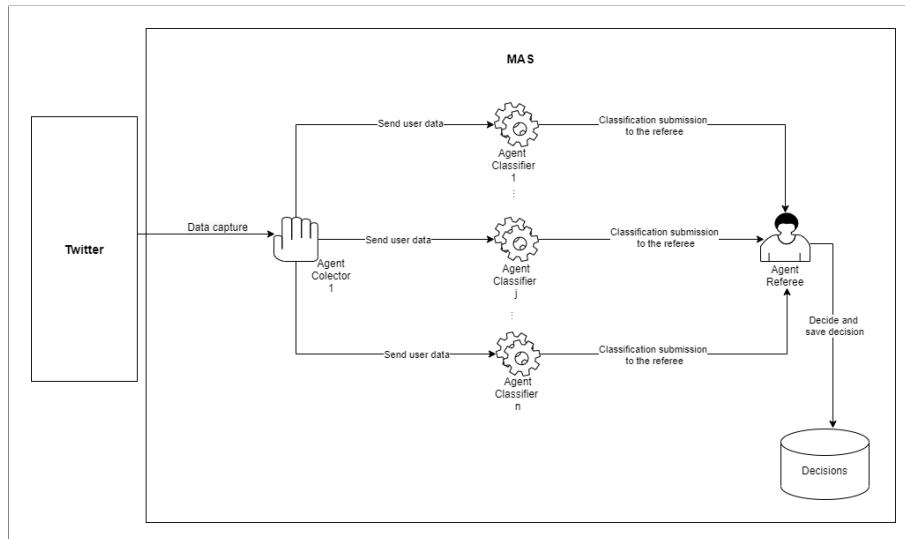 MAS
Twitter
Data capture
Agent
Colector
1
Send user data
Agent
Classifier
1
...
Classification submission
to the referee
Send user data
Agent
Classifier
j
...
Classification submission
to the referee
Send user data
Agent
Classifier
n
Classification submission
to the referee
Agent
Referee
Decide and
save decision
Decisions